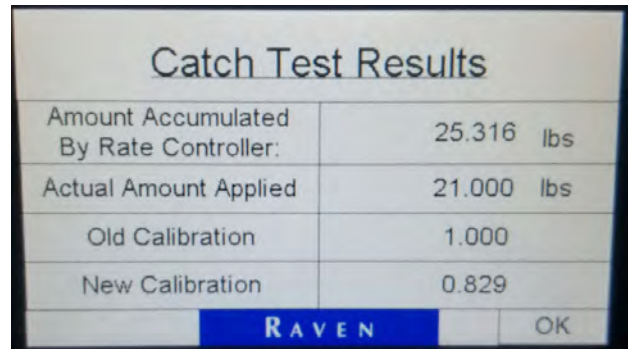 Catch Test Results
Amount Accumulated
By Rate Controller:
25.316 lbs
Actual Amount Applied 21.000 lbs
Old Calibration 1.000
New Calibration 0.829
RAVEN OK